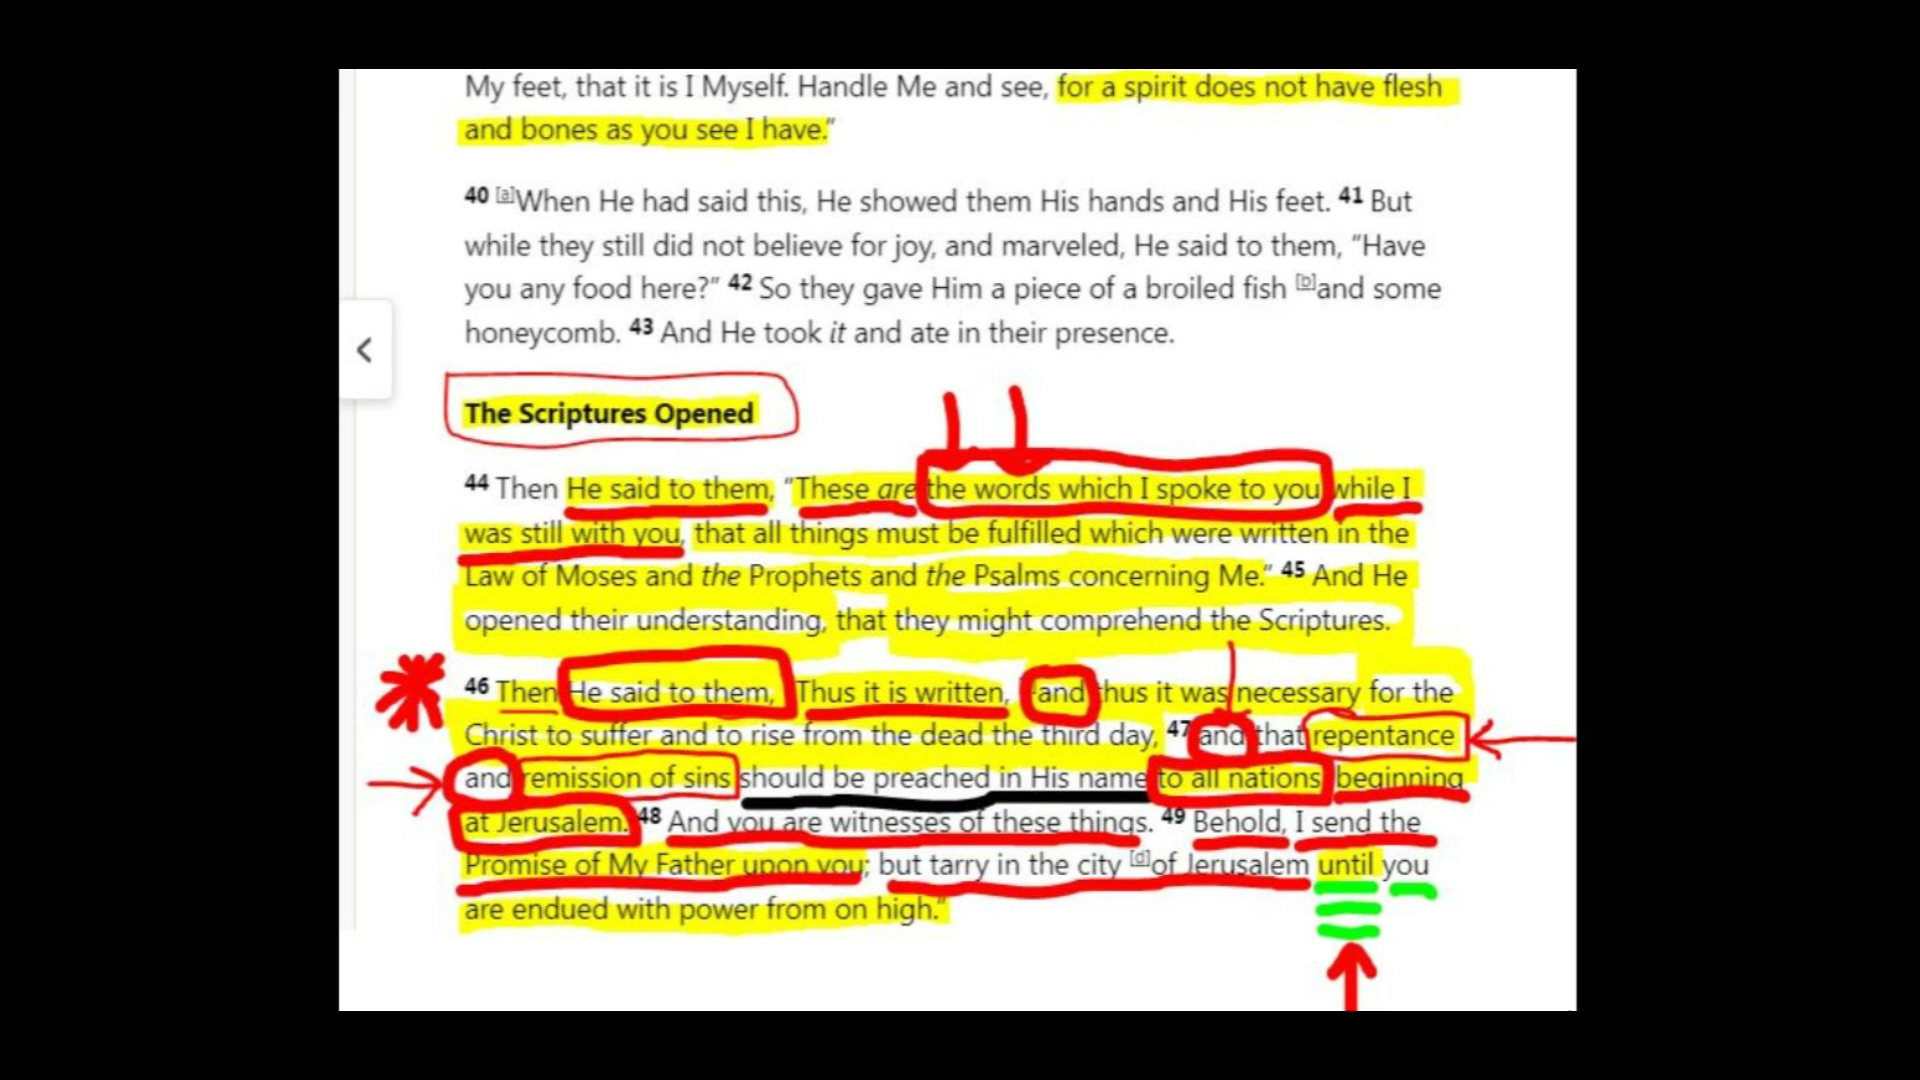 My feet, that it is I Myself. Handle Me and see, for a spirit does not have flesh
and bones as you see I have.”
40 [a]When He had said this, He showed them His hands and His feet. 41 But
while they still did not believe for joy, and marveled, He said to them, “Have
you any food here?” 42 So they gave Him a piece of a broiled fish [b]and some
honeycomb. 43 And He took it and ate in their presence.
The Scriptures Opened
44 Then He said to them, “These are the words which I spoke to you while I
was still with you, that all things must be fulfilled which were written in the
Law of Moses and the Prophets and the Psalms concerning Me.” 45 And He
opened their understanding, that they might comprehend the Scriptures.
46 Then He said to them, Thus it is written, and thus it was necessary for the
Christ to suffer and to rise from the dead the third day, 47 and that repentance
and remission of sins should be preached in His name to all nations, beginning
at Jerusalem. 48 And you are witnesses of these things. 49 Behold, I send the
Promise of My Father upon you; but tarry in the city [d]of Jerusalem until you
are endued with power from on high.”